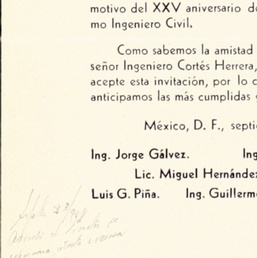 motivo del XXV aniversario d
mo Ingeniero Civil.
Como sabemos la amistad
señor Ingeniero Cortés Herrera,
acepte esta invitación, por lo c
anticipamos las más cumplidas
México, D. F., septi
Ing. Jorge Gálvez. Ing
Lic. Miguel Hernánde
Luis G. Piña. Ing. Guillerm